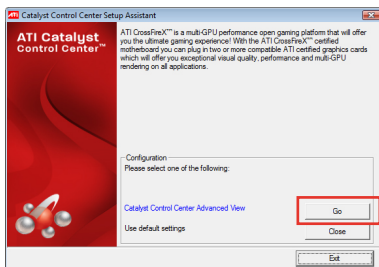 Catalyst Control Center Setup Assistant
ATI Catalyst
Control Center™
ATI CrossFireX™ is a multi-GPU performance open gaming platform that will offer
you the ultimate gaming experience! With the ATI CrossFireX™ certified
motherboard you can plug in two or more compatible ATI certified graphics cards
which will offer you exceptional visual quality, performance and multi-GPU
rendering on all applications.
Configuration
Please select one of the following:
Catalyst Control Center Advanced View
Go
Use default settings
Close
Exit